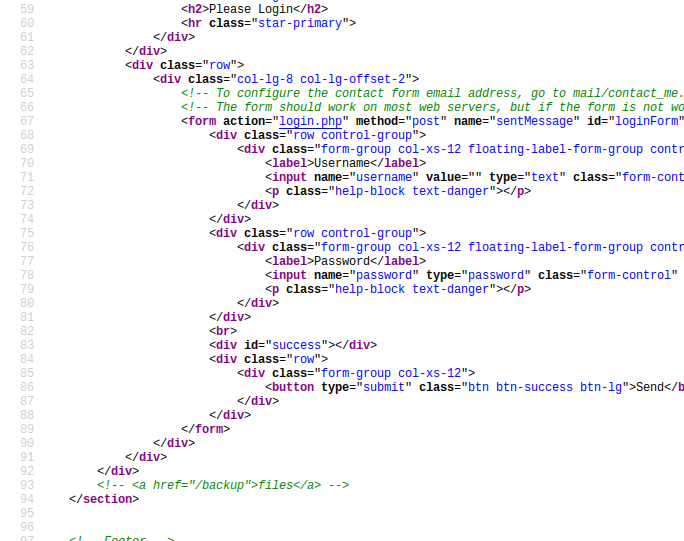 59 <h2>Please Login</h2>
60 <hr class="star-primary">
61 </div>
62 </div>
63 <div class="row">
64 <div class="col-lg-8 col-lg-offset-2">
65 <!-- To configure the contact form email address, go to mail/contact_me.
66 <!-- The form should work on most web servers, but if the form is not wo
67 <form action="login.php" method="post" name="sentMessage" id="loginForm"
68 <div class="row control-group">
69 <div class="form-group col-xs-12 floating-label-form-group contr
70 <label>Username</label>
71 <input name="username" value="" type="text" class="form-cont
72 <p class="help-block text-danger"></p>
73 </div>
74 </div>
75 <div class="row control-group">
76 <div class="form-group col-xs-12 floating-label-form-group contr
77 <label>Password</label>
78 <input name="password" type="password" class="form-control"
79 <p class="help-block text-danger"></p>
80 </div>
81 </div>
82 <br>
83 <div id="success"></div>
84 <div class="row">
85 <div class="form-group col-xs-12">
86 <button type="submit" class="btn btn-success btn-lg">Send</b
87 </div>
88 </div>
89 </form>
90 </div>
91 </div>
92 </div>
93 <!-- <a href="/backup">files</a> -->
94 </section>
95
96
97 <!-- Footer -->